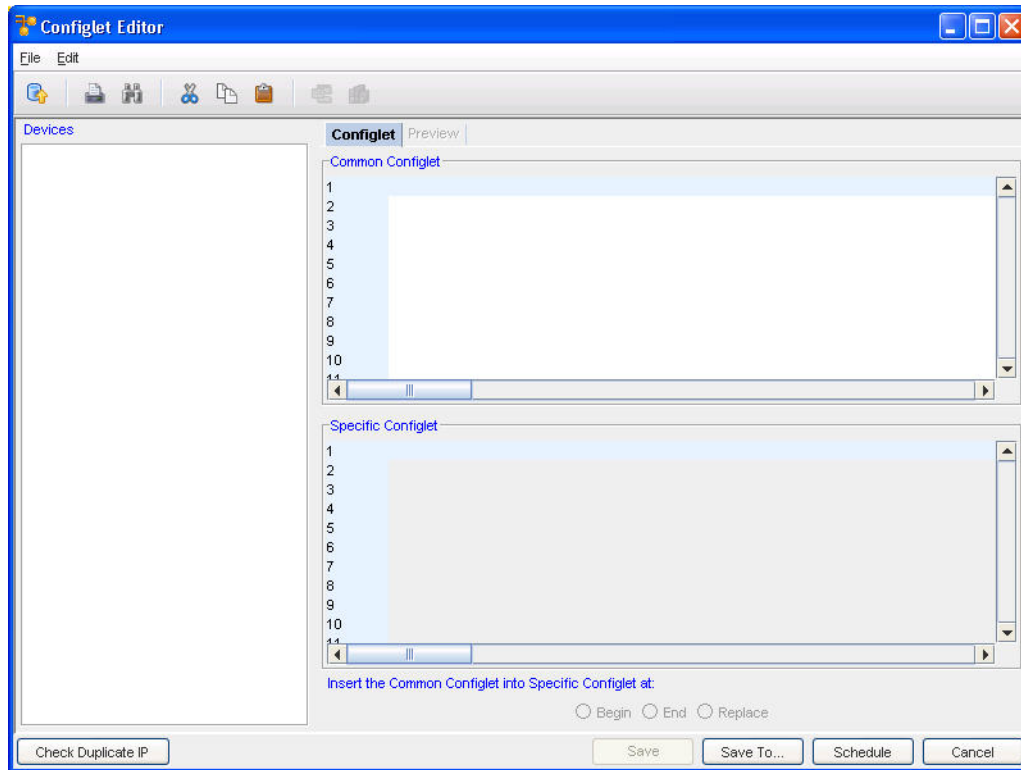 Configlet Editor
File Edit
Devices
Configlet Preview
Common Configlet
1
2
3
4
5
6
7
8
9
10
11
Specific Configlet
1
2
3
4
5
6
7
8
9
10
11
Insert the Common Configlet into Specific Configlet at:
Begin End Replace
Check Duplicate IP Save Save To... Schedule Cancel